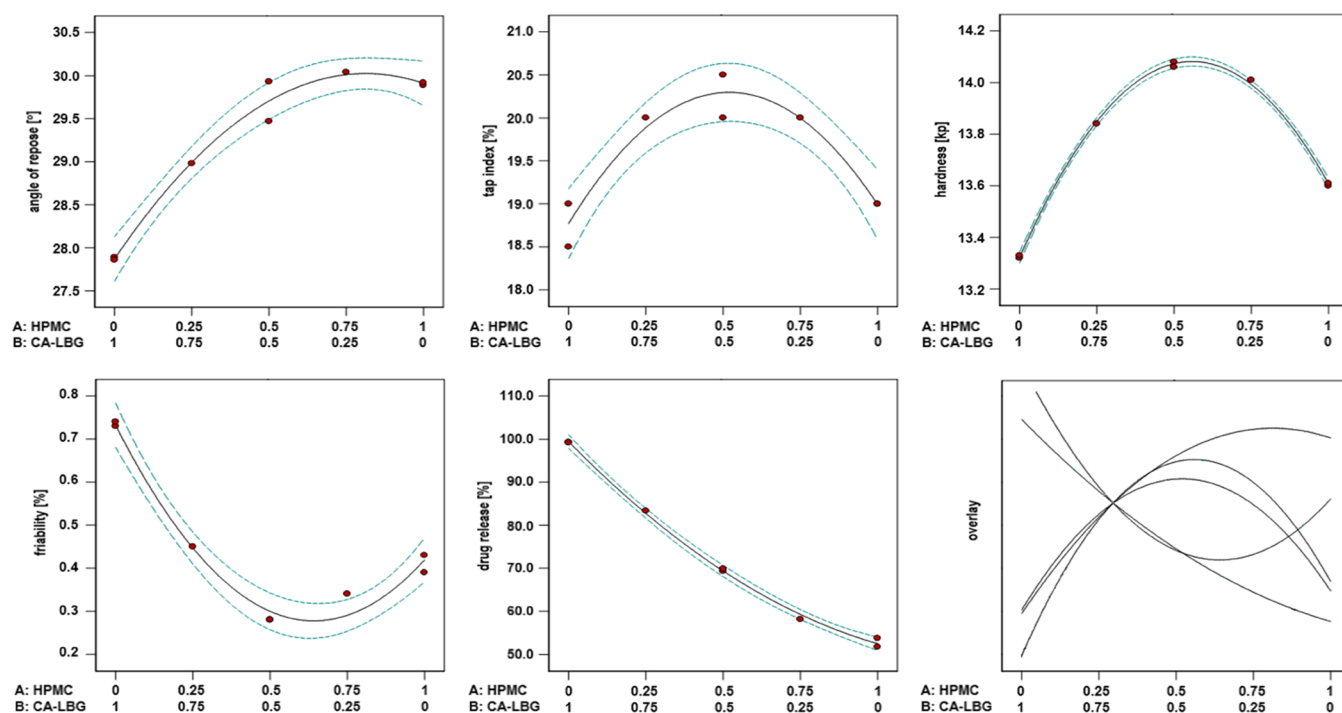 angle of repose [°]
30.5
30.0
29.5
29.0
28.5
28.0
27.5
A: HPMC 0 0.25 0.5 0.75 1
B: CA-LBG 1 0.75 0.5 0.25 0
tap index [%]
21.0
20.5
20.0
19.5
19.0
18.5
18.0
A: HPMC 0 0.25 0.5 0.75 1
B: CA-LBG 1 0.75 0.5 0.25 0
hardness [kp]
14.2
14.0
13.8
13.6
13.4
13.2
A: HPMC 0 0.25 0.5 0.75 1
B: CA-LBG 1 0.75 0.5 0.25 0
friability [%]
0.8
0.7
0.6
0.5
0.4
0.3
0.2
A: HPMC 0 0.25 0.5 0.75 1
B: CA-LBG 1 0.75 0.5 0.25 0
drug release [%]
110.0
100.0
90.0
80.0
70.0
60.0
50.0
A: HPMC 0 0.25 0.5 0.75 1
B: CA-LBG 1 0.75 0.5 0.25 0
overlay
A: HPMC 0 0.25 0.5 0.75 1
B: CA-LBG 1 0.75 0.5 0.25 0